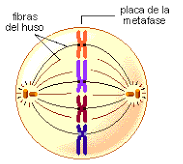 fibras
del huso
placa de la
metafase